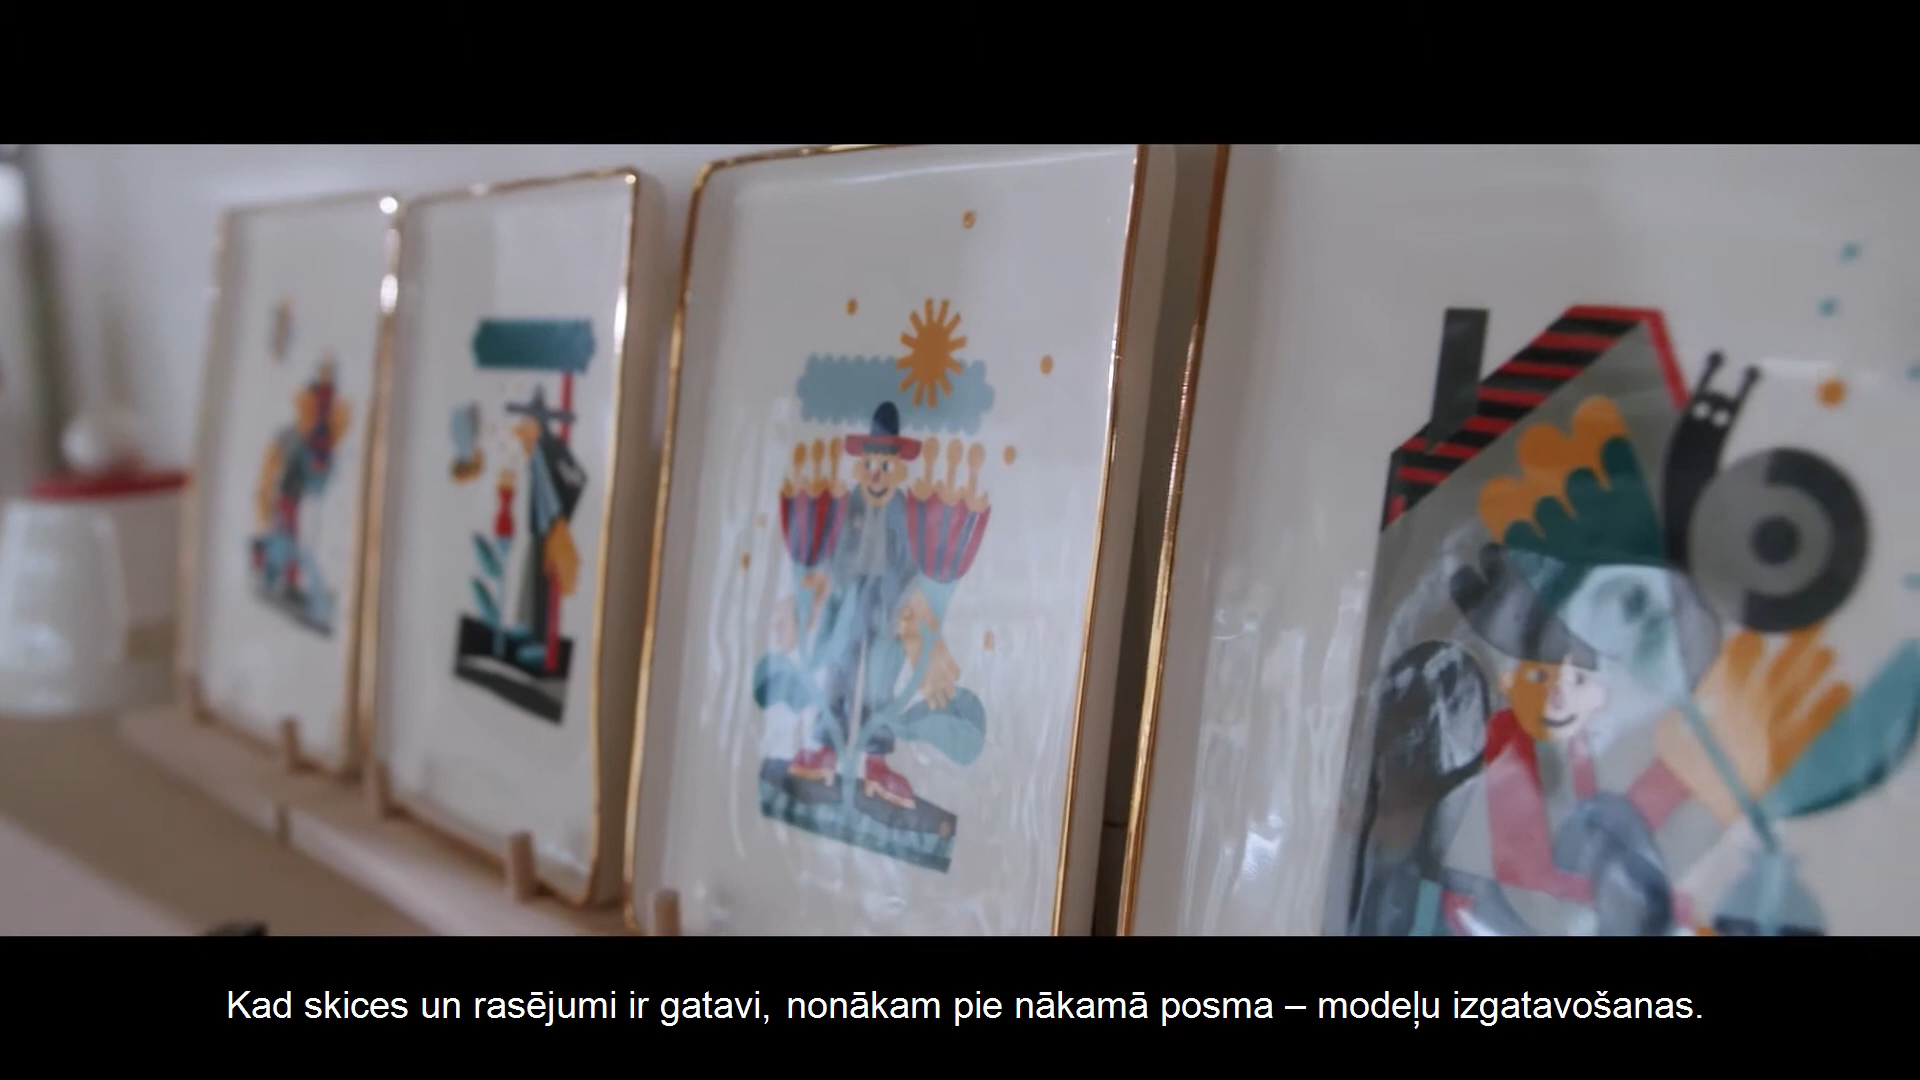 Kad skices un rasējumi ir gatavi, nonākam pie nākamā posma – modeļu izgatavošanas.